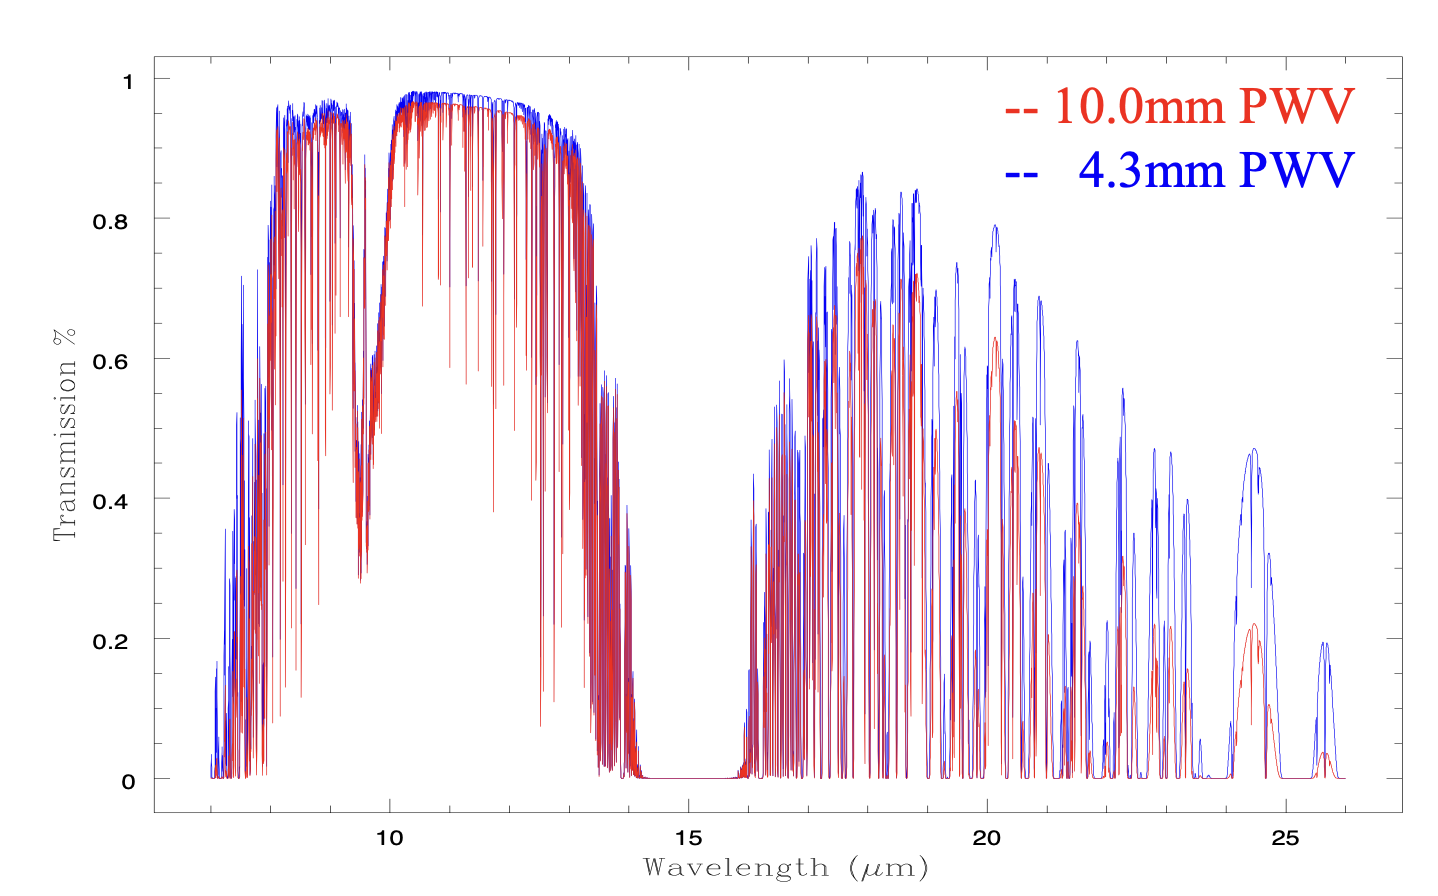 -- 10.0mm PWV
-- 4.3mm PWV
Transmission %
1
0.8
0.6
0.4
0.2
0
10 15 20 25
Wavelength (μm)